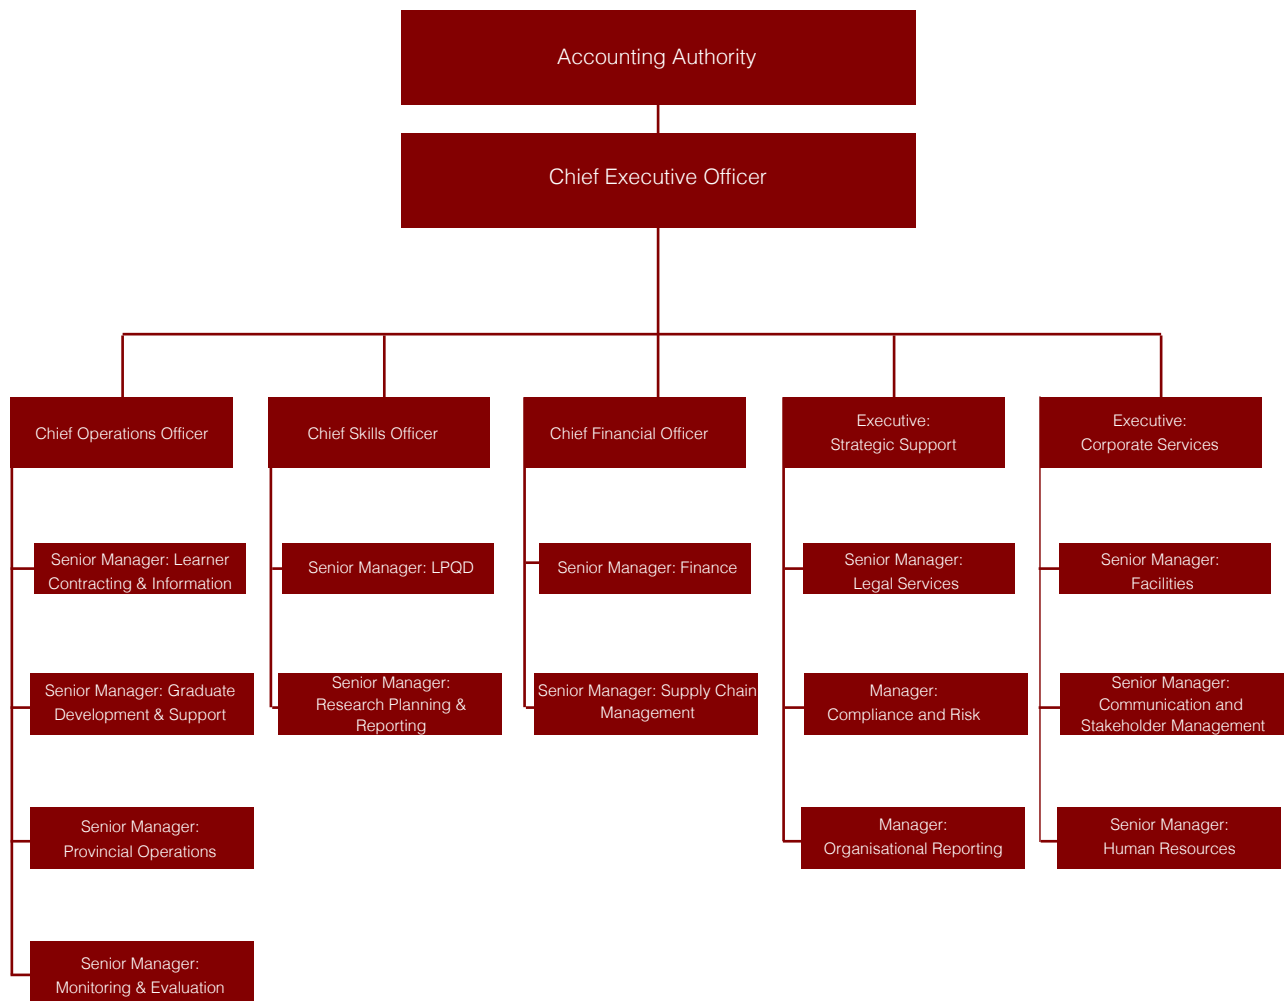 Accounting Authority
Chief Executive Officer
Chief Operations Officer
Chief Skills Officer
Chief Financial Officer
Executive:
Strategic Support
Executive:
Corporate Services
Senior Manager: Learner
Contracting & Information
Senior Manager: LPQD
Senior Manager: Finance
Senior Manager:
Legal Services
Senior Manager:
Facilities
Senior Manager: Graduate
Development & Support
Senior Manager:
Research Planning &
Reporting
Senior Manager: Supply Chain
Management
Manager:
Compliance and Risk
Senior Manager:
Communication and
Stakeholder Management
Senior Manager:
Provincial Operations
Manager:
Organisational Reporting
Senior Manager:
Human Resources
Senior Manager:
Monitoring & Evaluation